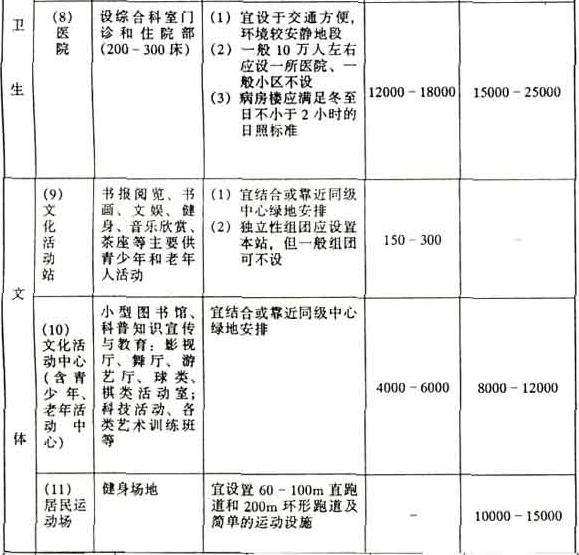 卫
生
(8)
医
院
设综合科室门
诊和住院部
(200-300床)
(1) 宜设于交通方便,
环境较安静地段
(2) 一般10万人左右
应设一所医院、一
般小区不设
(3) 病房楼应满足冬至
日不小于2小时的
日照标准
12000-18000
15000-25000
文
体
(9)
文
化
活
动
站
书报阅览、书
画、文娱、健
身、音乐欣赏、
茶座等主要供
青少年和老年
人活动
(1) 宜结合或靠近同级
中心绿地安排
(2) 独立性组团应设置
本站,但一般组团
可不设
150-300
-
(10)
文化活
动中心
(含青
少年、
老年活
动中
心)
小型图书馆、
科普知识宣传
与教育;影视
厅、舞厅、游
艺厅、球类、
棋类活动室;
科技活动、各
类艺术训练班
等
宜结合或靠近同级中心
绿地安排
4000-6000
8000-12000
(11)
居民运
动场
健身场地
宜设置60-100m直跑
道和200m环形跑道及
简单的运动设施
-
10000-15000